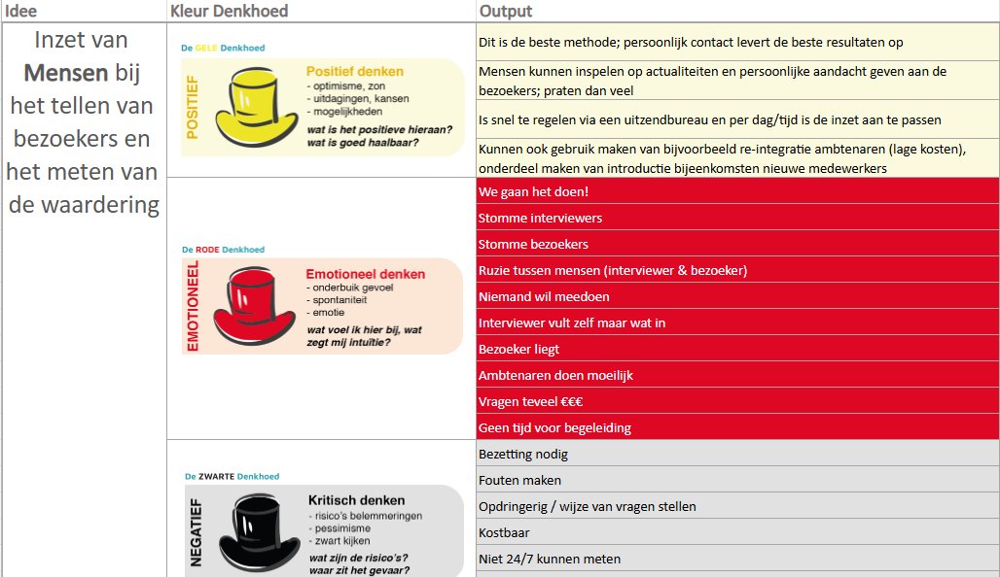 Idee
Kleur Denkhoed
Output
Inzet van
Mensen bij
het tellen van
bezoekers en
het meten van
de waardering
De GELE Denkhoed
POSITIEF
Positief denken
- optimisme, zon
- uitdagingen, kansen
- mogelijkheden
wat is het positieve hieraan?
wat is goed haalbaar?
Dit is de beste methode; persoonlijk contact levert de beste resultaten op
Mensen kunnen inspelen op actualiteiten en persoonlijke aandacht geven aan de
bezoekers; praten dan veel
Is snel te regelen via een uitzendbureau en per dag/tijd is de inzet aan te passen
Kunnen ook gebruik maken van bijvoorbeeld re-integratie ambtenaren (lage kosten),
onderdeel maken van introductie bijeenkomsten nieuwe medewerkers
De RODE Denkhoed
EMOTIONEEL
Emotioneel denken
- onderbuik gevoel
- spontaniteit
- emotie
wat voel ik hier bij, wat
zegt mij intuïtie?
We gaan het doen!
Stomme interviewers
Stomme bezoekers
Ruzie tussen mensen (interviewer & bezoeker)
Niemand wil meedoen
Interviewer vult zelf maar wat in
Bezoeker liegt
Ambtenaren doen moeilijk
Vragen teveel €€€
Geen tijd voor begeleiding
De ZWARTE Denkhoed
NEGATIEF
Kritisch denken
- risico's belemmeringen
- pessimisme
- zwart kijken
wat zijn de risico's?
waar zit het gevaar?
Bezetting nodig
Fouten maken
Opdringerig / wijze van vragen stellen
Kostbaar
Niet 24/7 kunnen meten